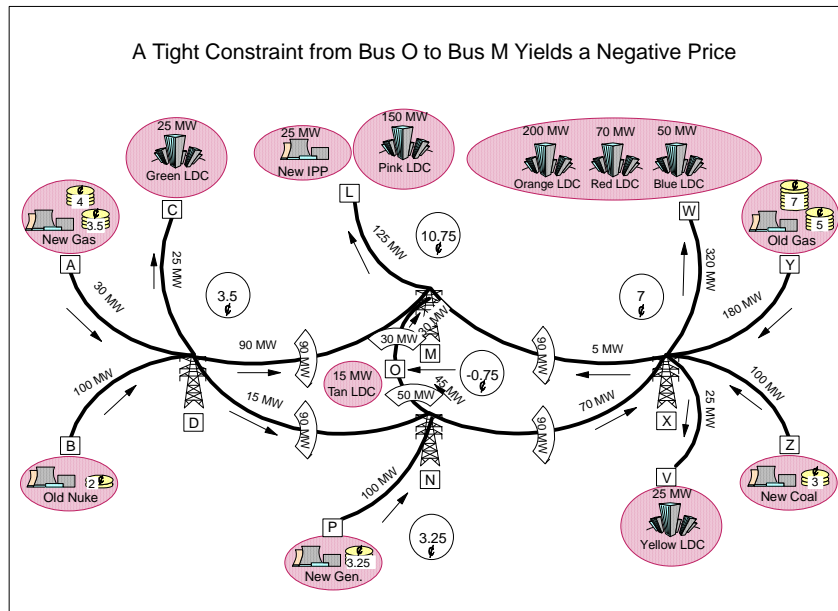 A Tight Constraint from Bus O to Bus M Yields a Negative Price
25 MW
Green LDC
25 MW
New IPP
150 MW
Pink LDC
200 MW
70 MW
50 MW
Orange LDC
Red LDC
Blue LDC
¢
4
¢
3.5
New Gas
¢
7
¢
5
Old Gas
C
L
W
A
Y
30 MW
25 MW
3.5
¢
125 MW
10.75
¢
7
¢
320 MW
180 MW
100 MW
90 MW
90 MW
30 MW
30 MW
M
90 MW
5 MW
15 MW
Tan LDC
O
-0.75
¢
15 MW
90 MW
50 MW
45 MW
90 MW
70 MW
25 MW
100 MW
D
X
B
N
V
Z
Old Nuke
2
¢
100 MW
P
New Gen.
¢
3.25
3.25
¢
25 MW
Yellow LDC
New Coal
¢
3